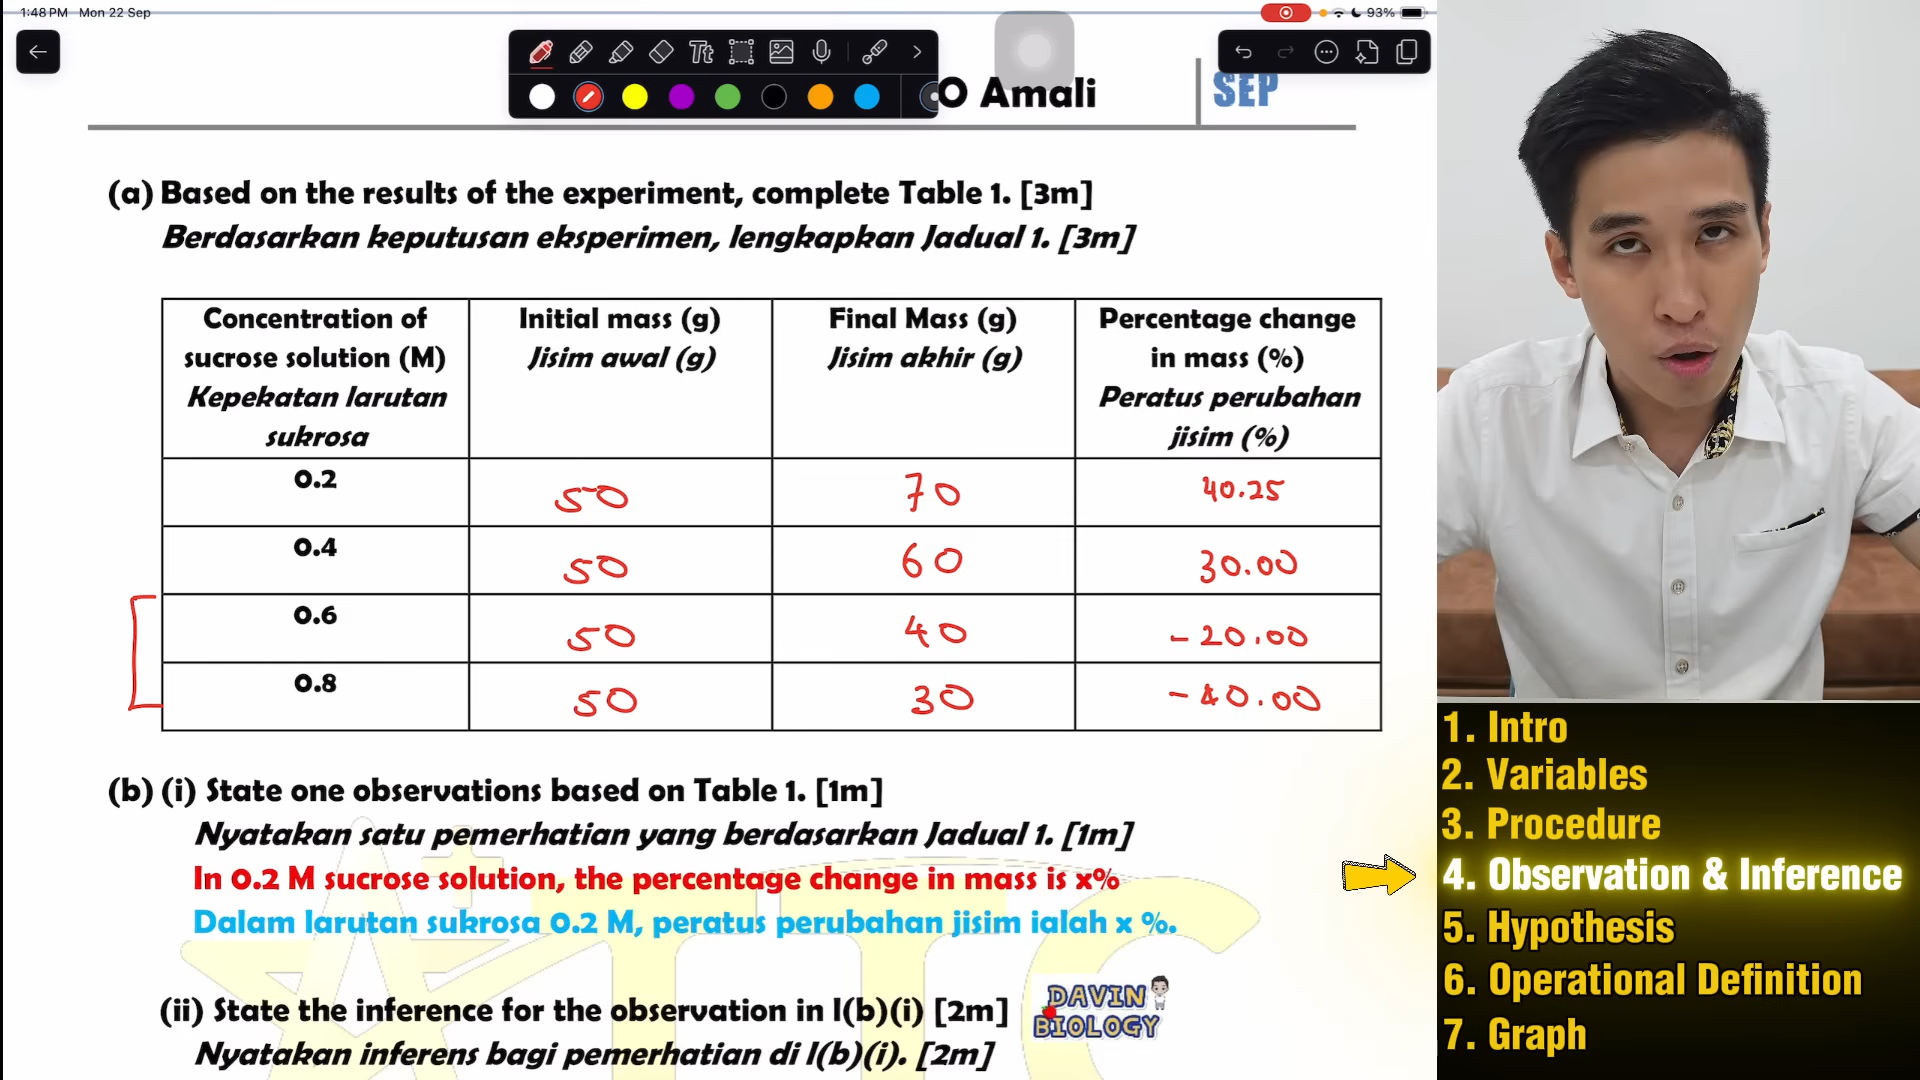 1:48 PM Mon 22 Sep
93%
Tt
O Amali
SEP
(a) Based on the results of the experiment, complete Table 1. [3m]
Berdasarkan keputusan eksperimen, lengkapkan Jadual 1. [3m]
Concentration of sucrose solution (M) Kepekatan larutan sukrosa
Initial mass (g) Jisim awal (g)
Final Mass (g) Jisim akhir (g)
Percentage change in mass (%) Peratus perubahan jisim (%)
0.2 50 70 40.25
0.4 50 60 30.00
0.6 50 40 -20.00
0.8 50 30 -40.00
(b) (i) State one observations based on Table 1. [1m]
Nyatakan satu pemerhatian yang berdasarkan Jadual 1. [1m]
In 0.2 M sucrose solution, the percentage change in mass is x%
Dalam larutan sukrosa 0.2 M, peratus perubahan jisim ialah x %.
(ii) State the inference for the observation in 1(b)(i) [2m]
Nyatakan inferens bagi pemerhatian di 1(b)(i). [2m]
TTC
DAVIN
BIOLOGY
1. Intro
2. Variables
3. Procedure
4. Observation & Inference
5. Hypothesis
6. Operational Definition
7. Graph